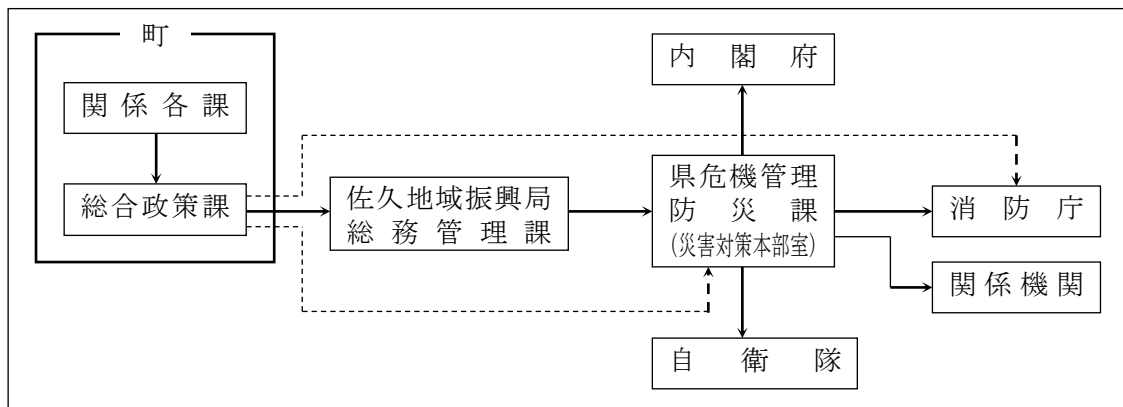 町
関係各課
総合政策課
佐久地域振興局
総務管理課
内閣府
県危機管理
防災課
(災害対策本部室)
消防庁
関係機関
自衛隊